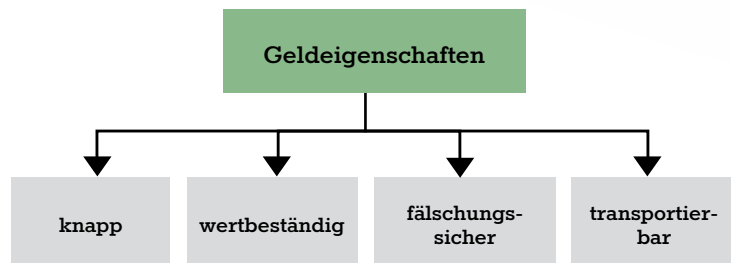 Geldeigenschaften
knapp
wertbeständig
fälschungs-
sicher
transportier-
bar